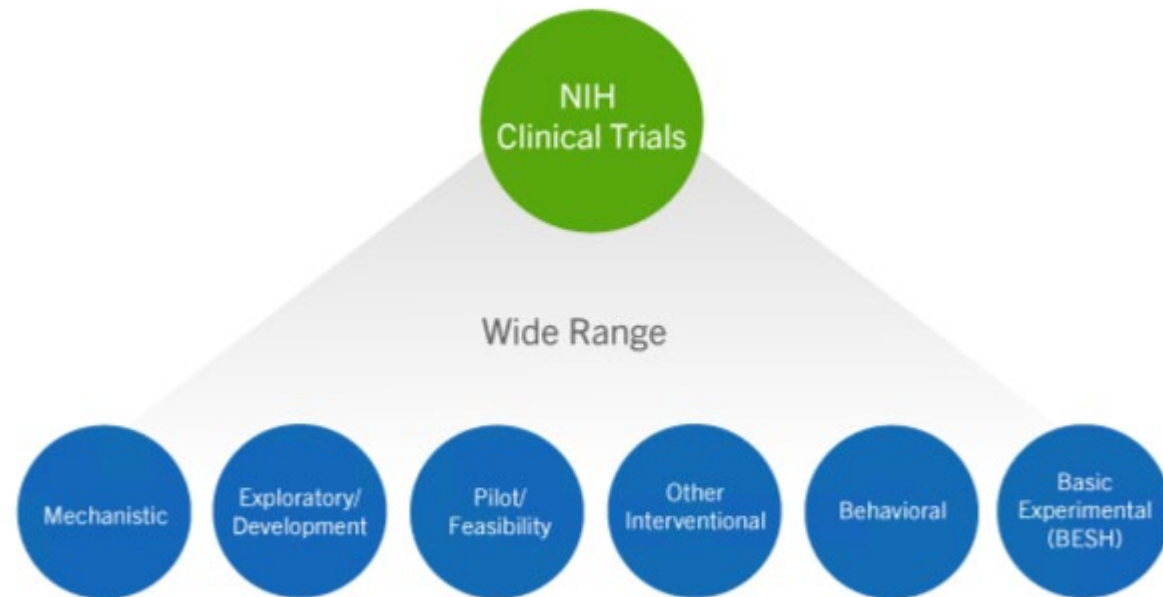 NIH
Clinical Trials
Wide Range
Mechanistic
Exploratory/
Development
Pilot/
Feasibility
Other
Interventional
Behavioral
Basic
Experimental
(BESH)